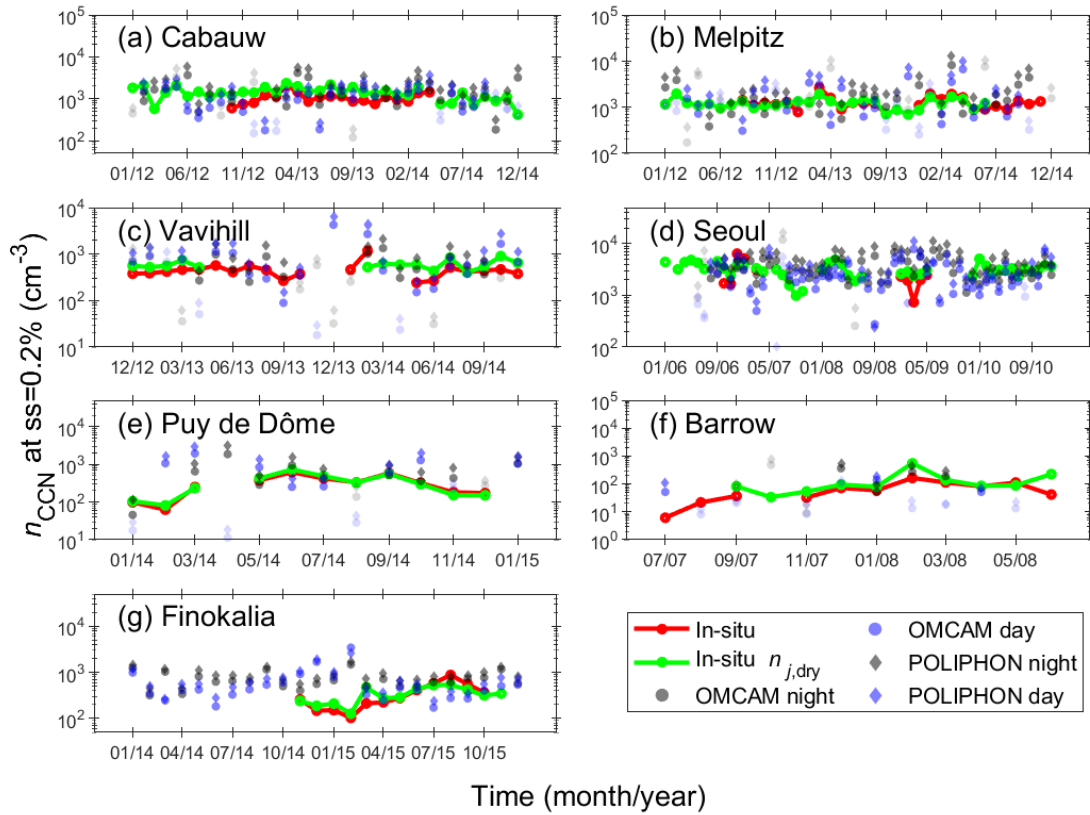 (a) Cabauw
10^5
10^4
10^3
10^2
01/12 06/12 11/12 04/13 09/13 02/14 07/14 12/14
(b) Melpitz
10^5
10^4
10^3
10^2
01/12 06/12 11/12 04/13 09/13 02/14 07/14 12/14
(c) Vavihill
10^4
10^3
10^2
10^1
12/12 03/13 06/13 09/13 12/13 03/14 06/14 09/14
(d) Seoul
10^4
10^3
10^2
01/06 09/06 05/07 01/08 09/08 05/09 01/10 09/10
(e) Puy de Dôme
10^4
10^3
10^2
10^1
01/14 03/14 05/14 07/14 09/14 11/14 01/15
(f) Barrow
10^5
10^4
10^3
10^2
10^1
10^0
07/07 09/07 11/07 01/08 03/08 05/08
(g) Finokalia
10^4
10^3
10^2
01/14 04/14 07/14 10/14 01/15 04/15 07/15 10/15
In-situ
In-situ n j,dry
OMCAM night
OMCAM day
POLIPHON night
POLIPHON day
n CCN at ss=0.2% (cm^-3)
Time (month/year)